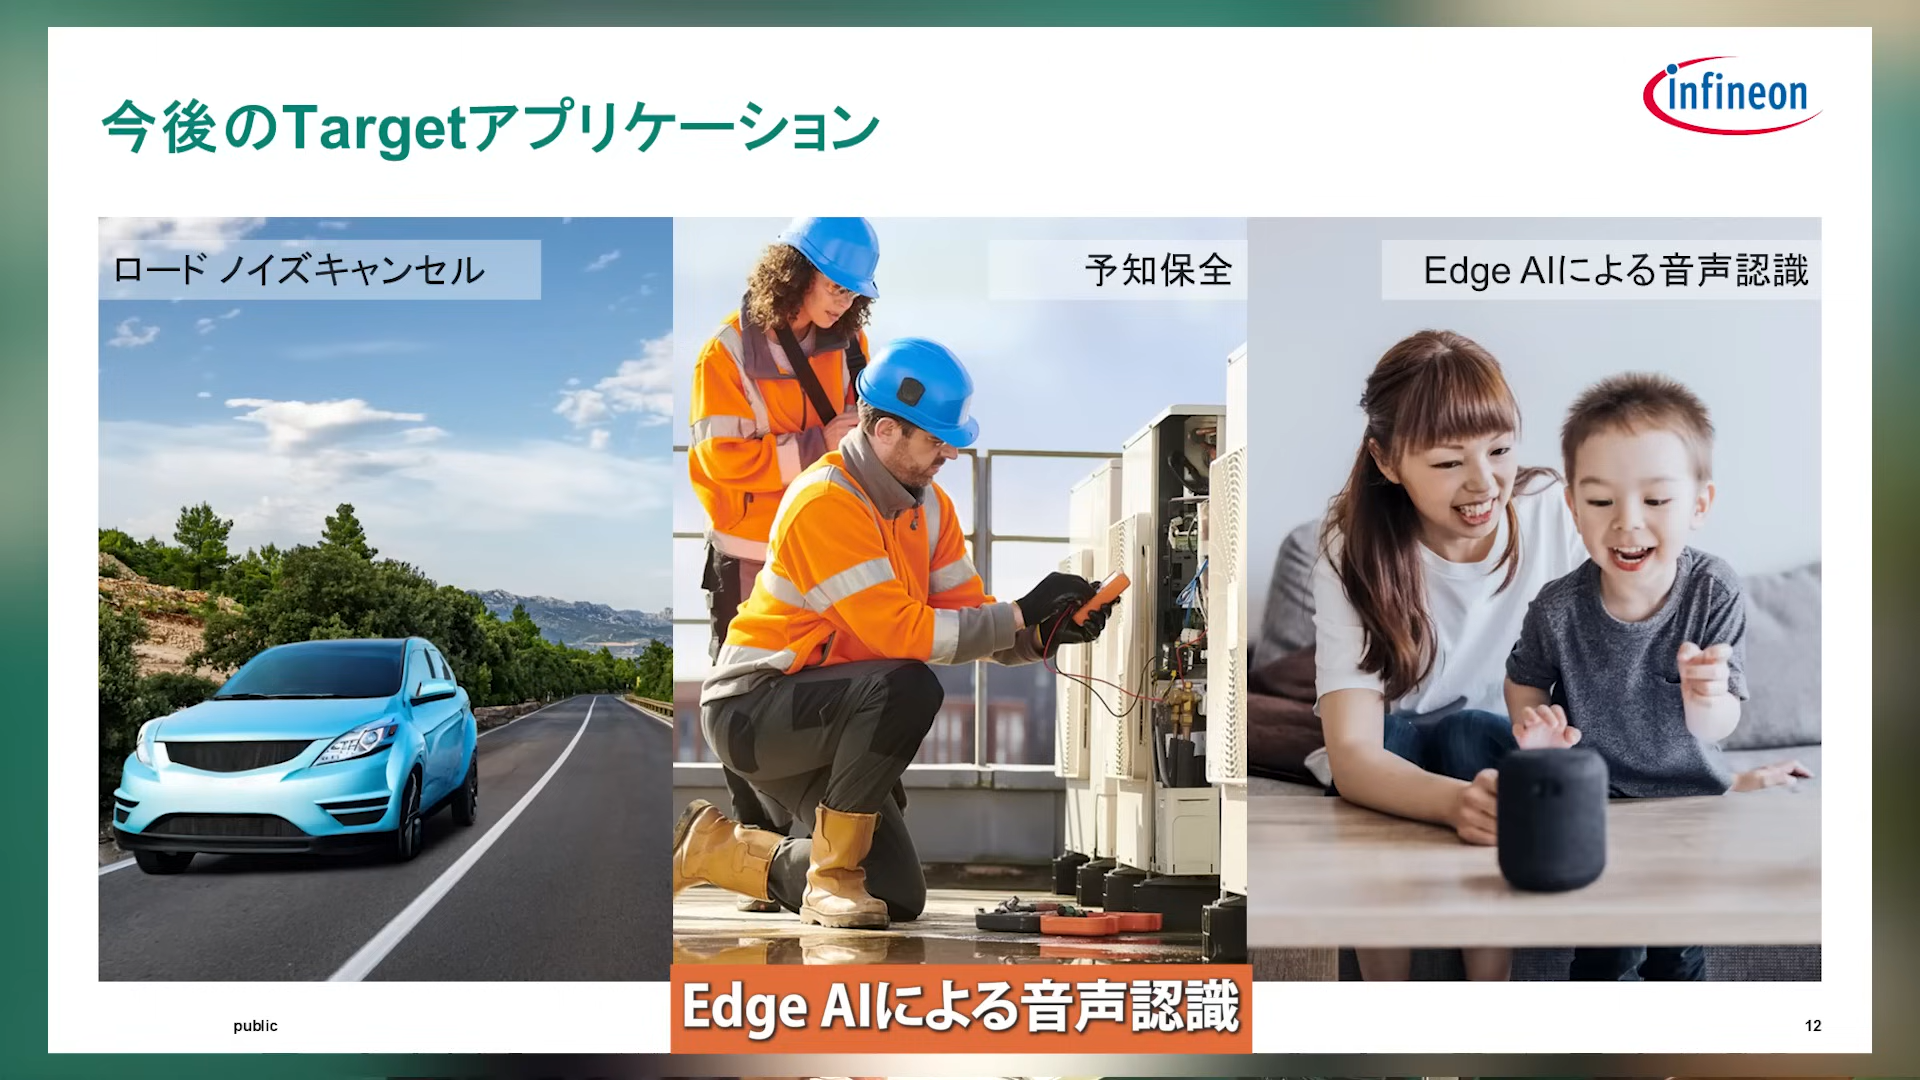 今後のTargetアプリケーション
infineon
ロード ノイズキャンセル
予知保全
Edge AIによる音声認識
Edge AIによる音声認識
public
12